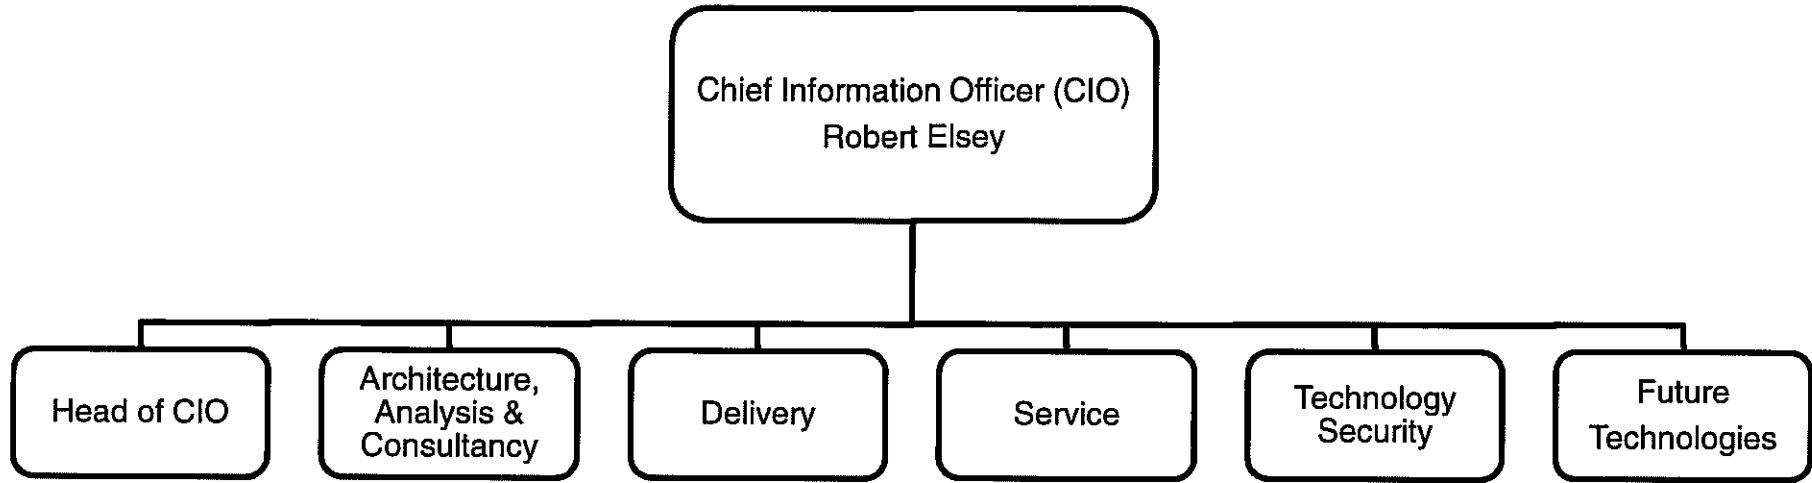 Chief Information Officer (CIO)
Robert Elsey
Head of CIO
Architecture,
Analysis &
Consultancy
Delivery
Service
Technology
Security
Future
Technologies